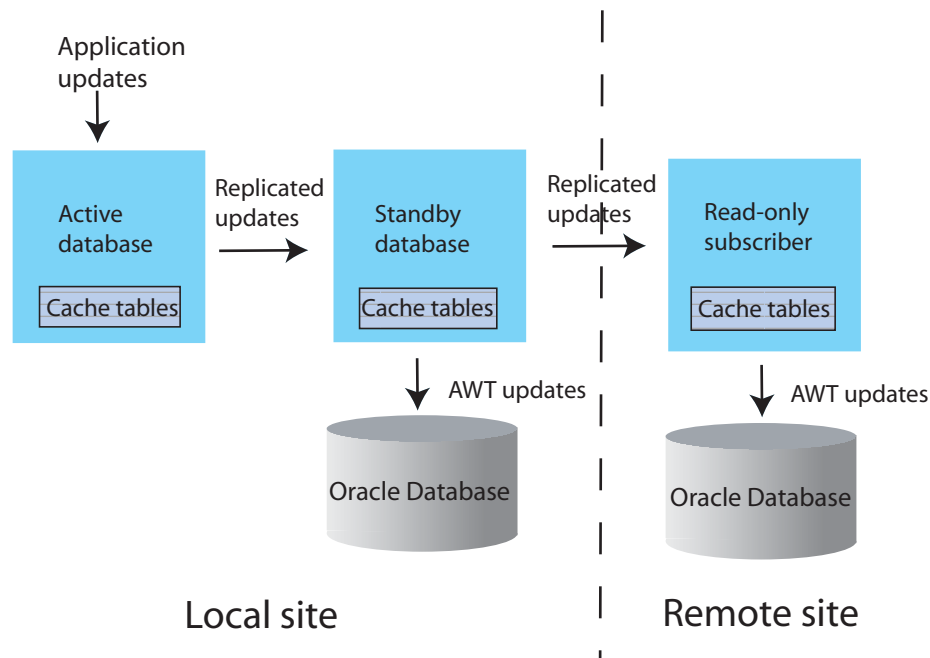 Application
updates
Active
database
Cache tables
Replicated
updates
Standby
database
Cache tables
Replicated
updates
Read-only
subscriber
Cache tables
AWT updates
AWT updates
Oracle Database
Oracle Database
Local site
Remote site